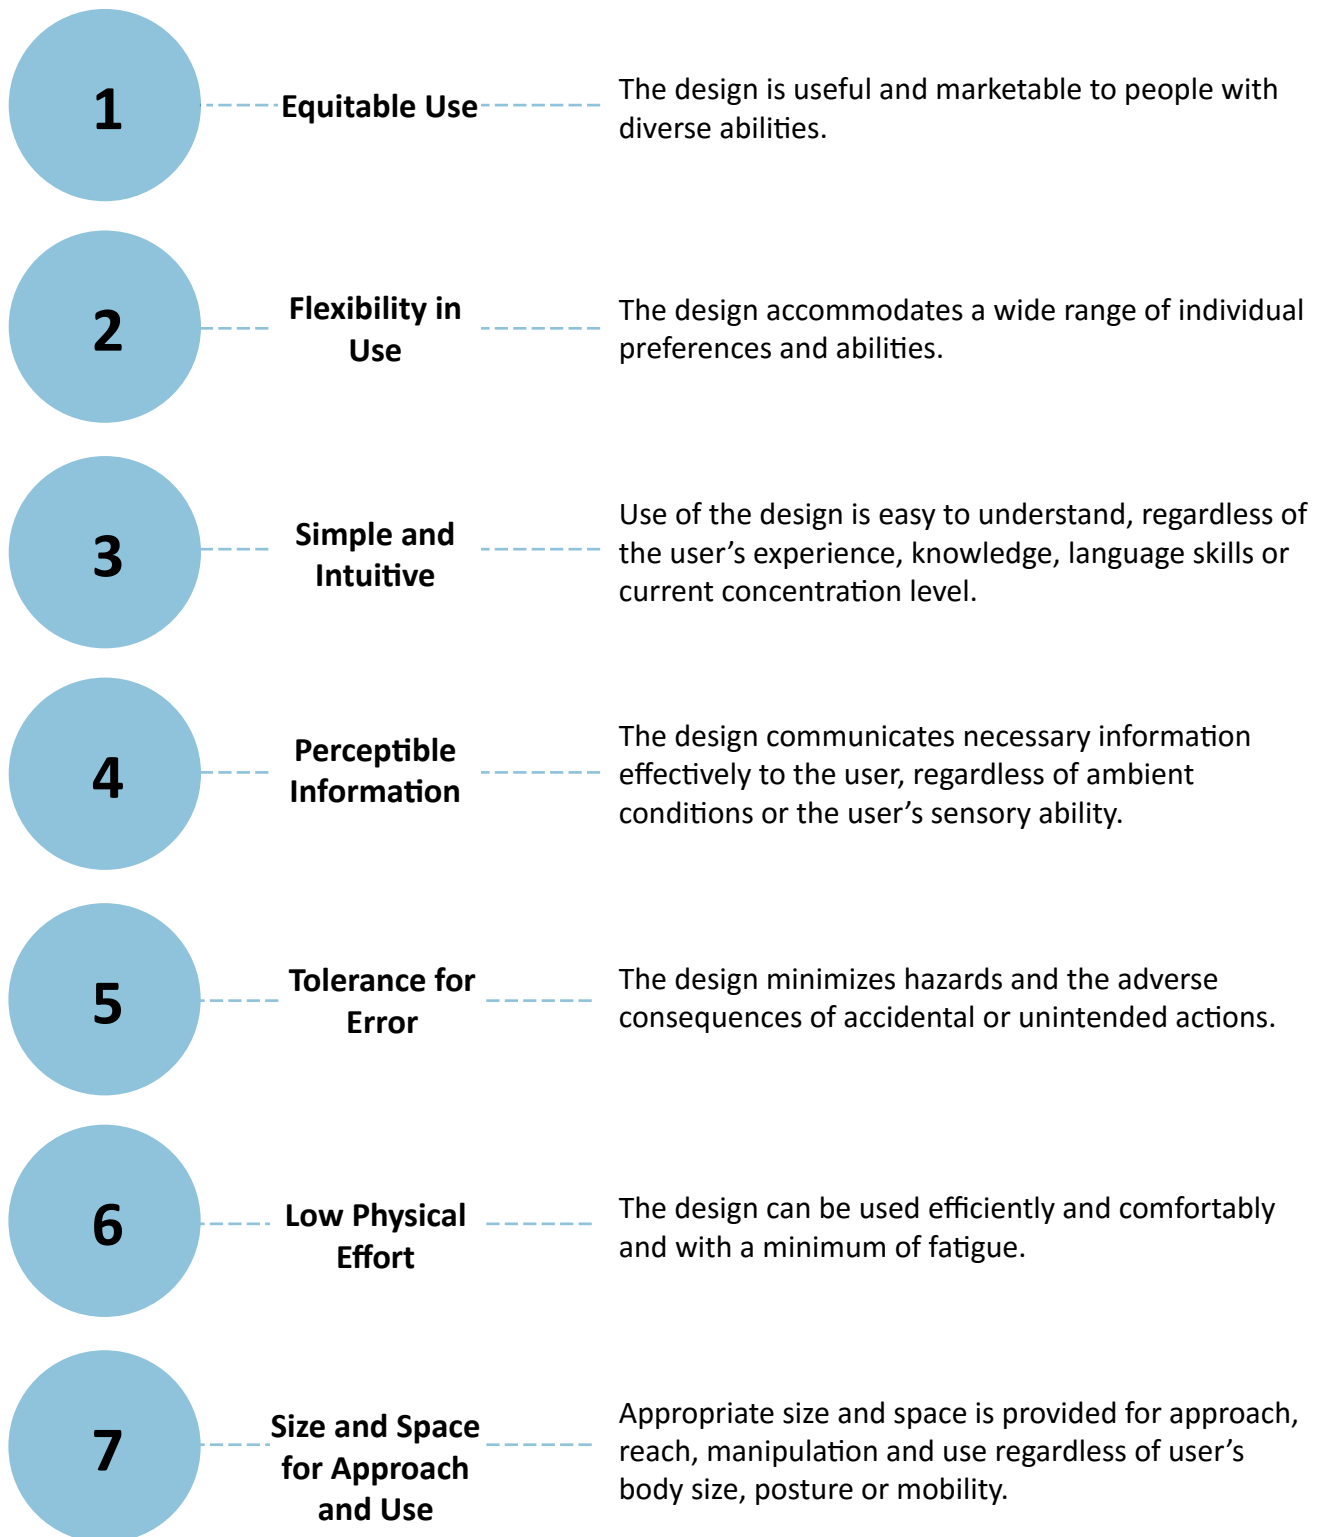 1
Equitable Use
The design is useful and marketable to people with
diverse abilities.
2
Flexibility in
Use
The design accommodates a wide range of individual
preferences and abilities.
3
Simple and
Intuitive
Use of the design is easy to understand, regardless of
the user’s experience, knowledge, language skills or
current concentration level.
4
Perceptible
Information
The design communicates necessary information
effectively to the user, regardless of ambient
conditions or the user’s sensory ability.
5
Tolerance for
Error
The design minimizes hazards and the adverse
consequences of accidental or unintended actions.
6
Low Physical
Effort
The design can be used efficiently and comfortably
and with a minimum of fatigue.
7
Size and Space
for Approach
and Use
Appropriate size and space is provided for approach,
reach, manipulation and use regardless of user’s
body size, posture or mobility.